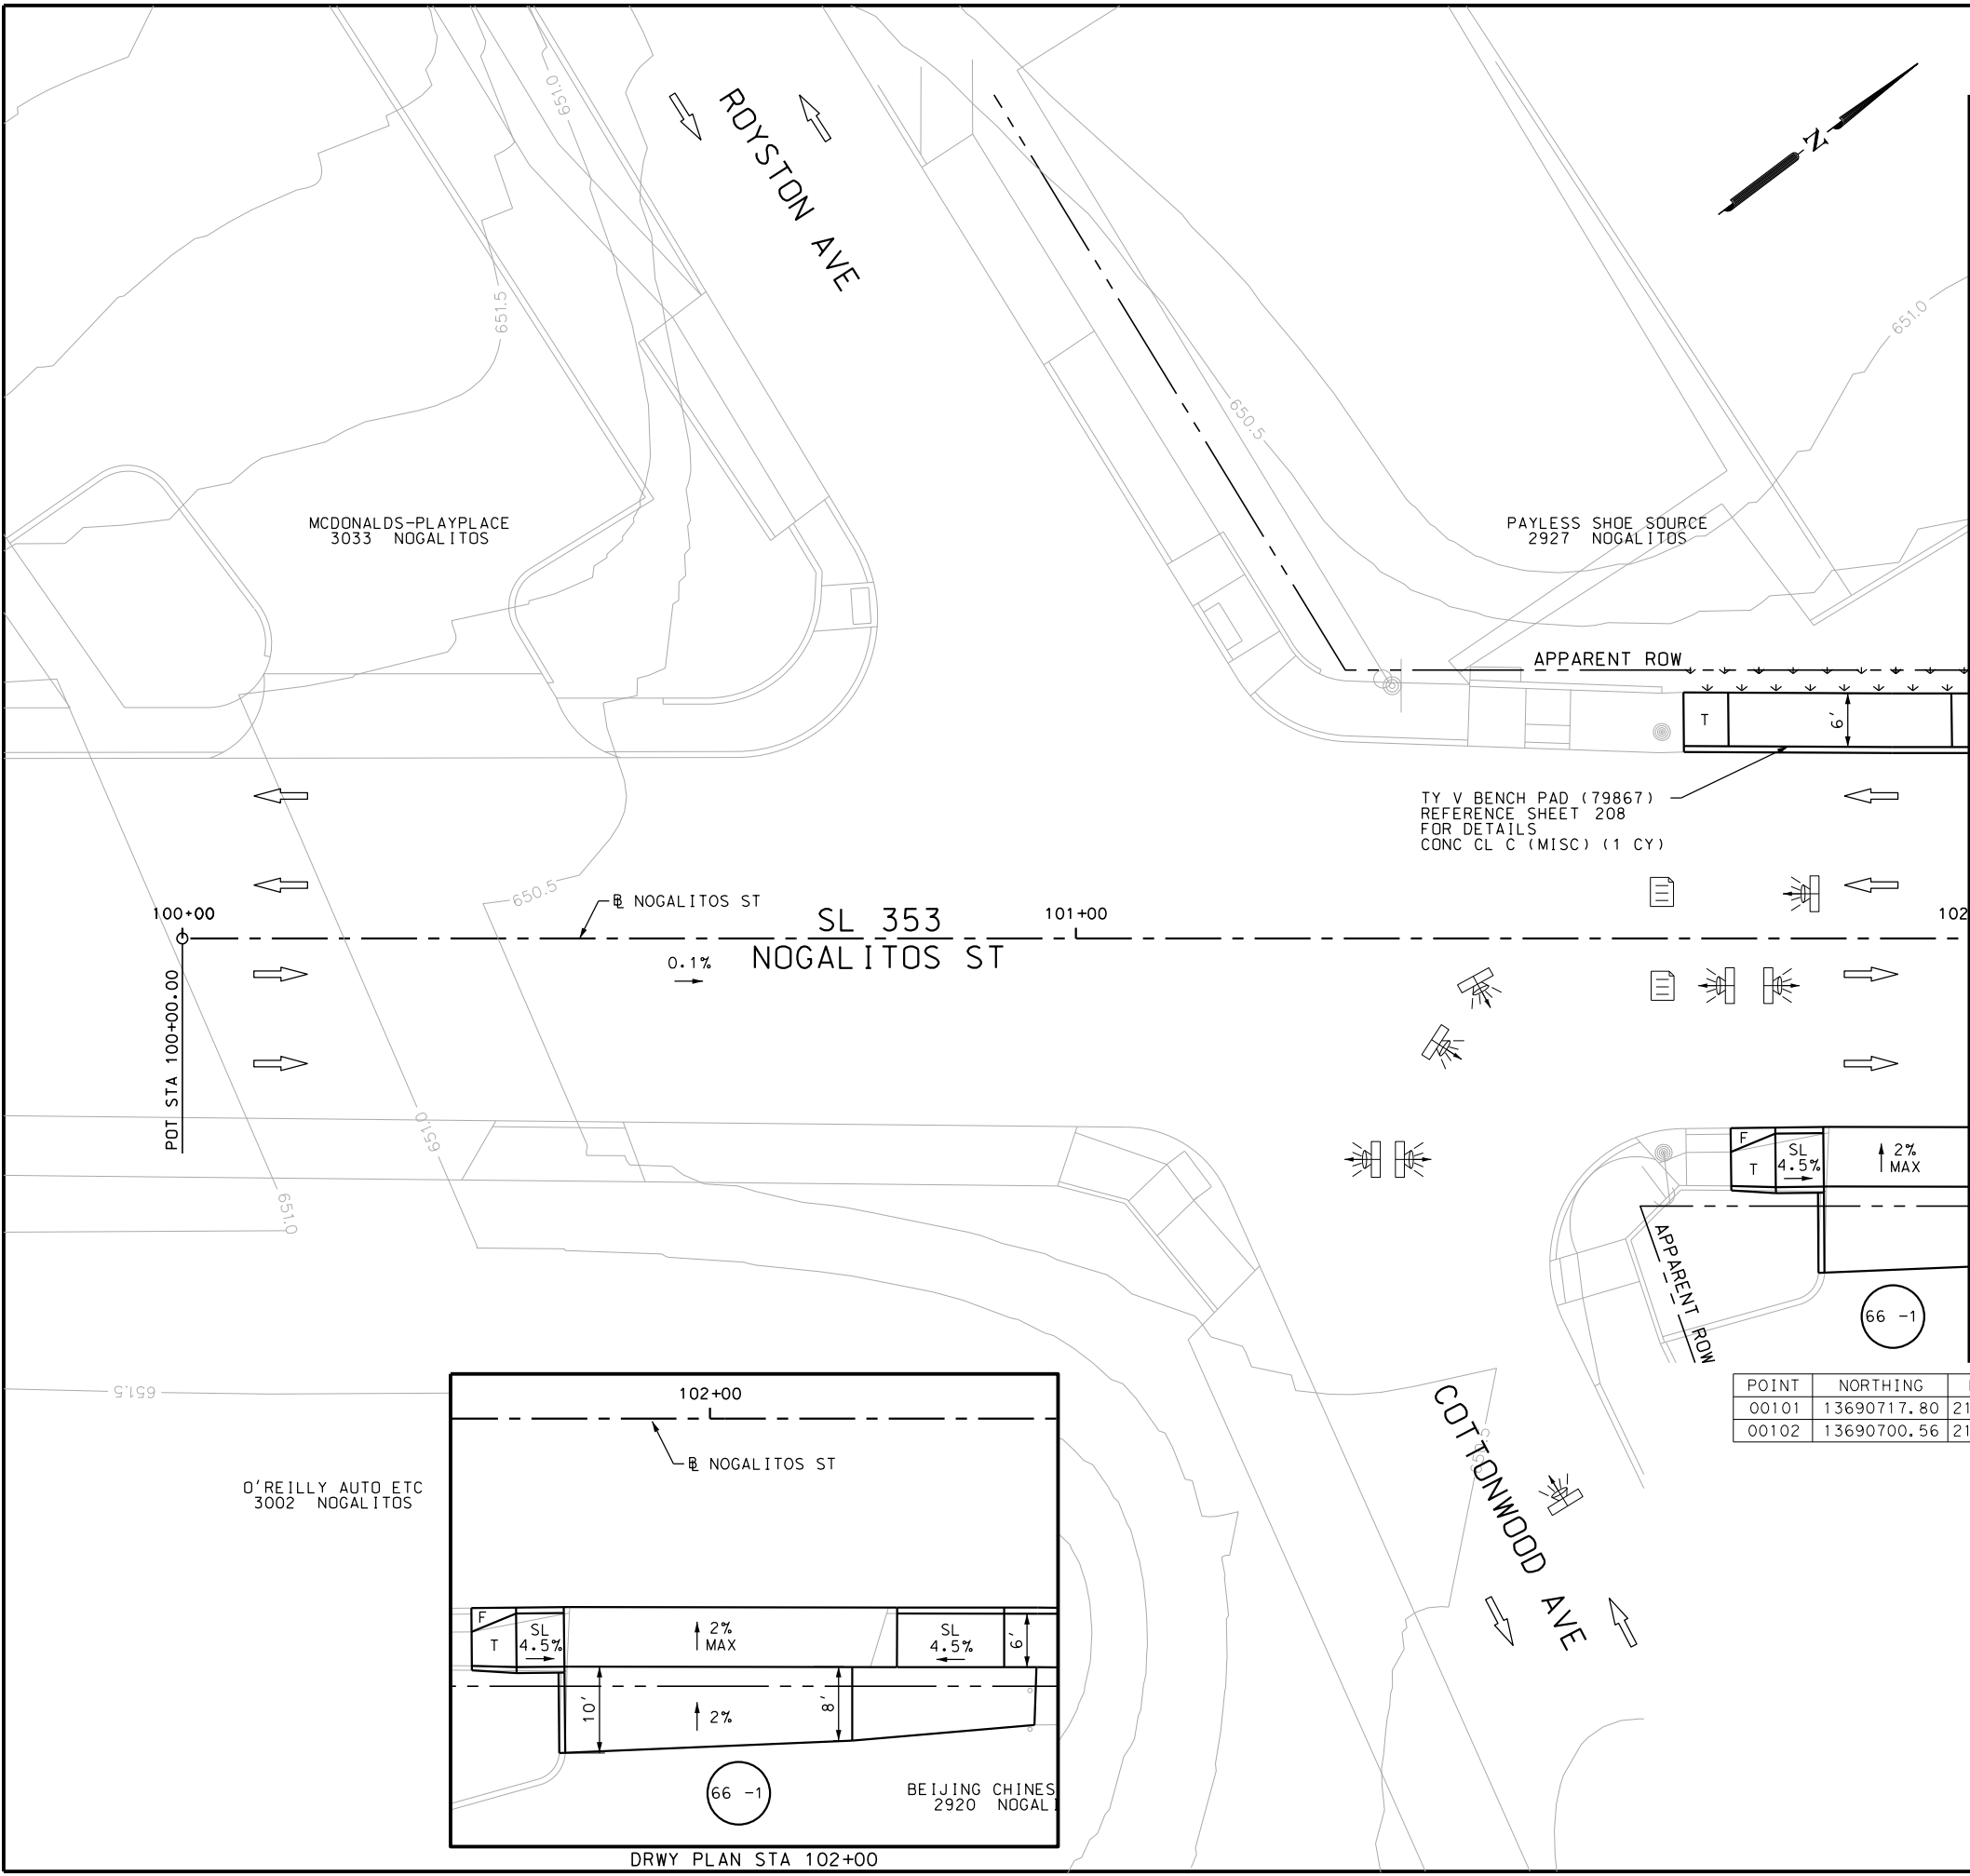 651.0
ROYSTON AVE
N
651.5
651.0
650.5
MCDONALDS-PLAYPLACE
3033 NOGALITOS
PAYLESS SHOE SOURCE
2927 NOGALITOS
APPARENT ROW
T
6'
TY V BENCH PAD (79867)
REFERENCE SHEET 208
FOR DETAILS
CONC CL C (MISC) (1 CY)
650.5
℄ NOGALITOS ST
100+00
SL 353
101+00
102
NOGALITOS ST
0.1%
POT STA 100+00.00
651.0
F
T
SL
4.5%
2%
MAX
651.0
APPARENT ROW
66 -1
651.5
102+00
℄ NOGALITOS ST
POINT NORTHING
00101 13690717.80 21
00102 13690700.56 21
COTTONWOOD AVE
O'REILLY AUTO ETC
3002 NOGALITOS
F
T
SL
4.5%
2%
MAX
SL
4.5%
6'
10'
8'
2%
66 -1
BEIJING CHINES
2920 NOGALI
DRWY PLAN STA 102+00